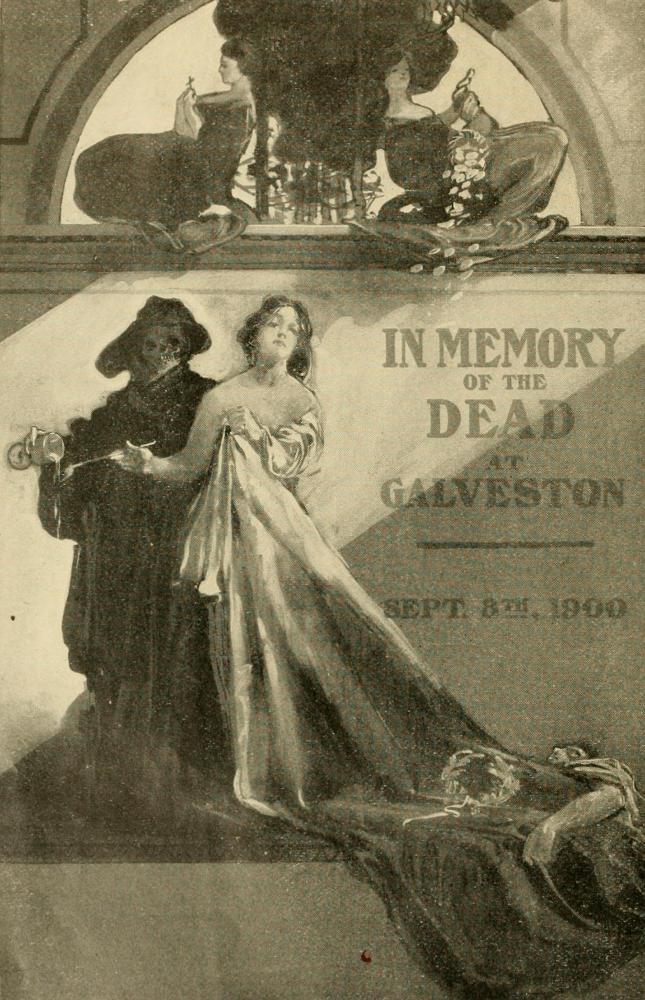 IN MEMORY
OF THE
DEAD
AT
GALVESTON
SEPT. 8TH, 1900